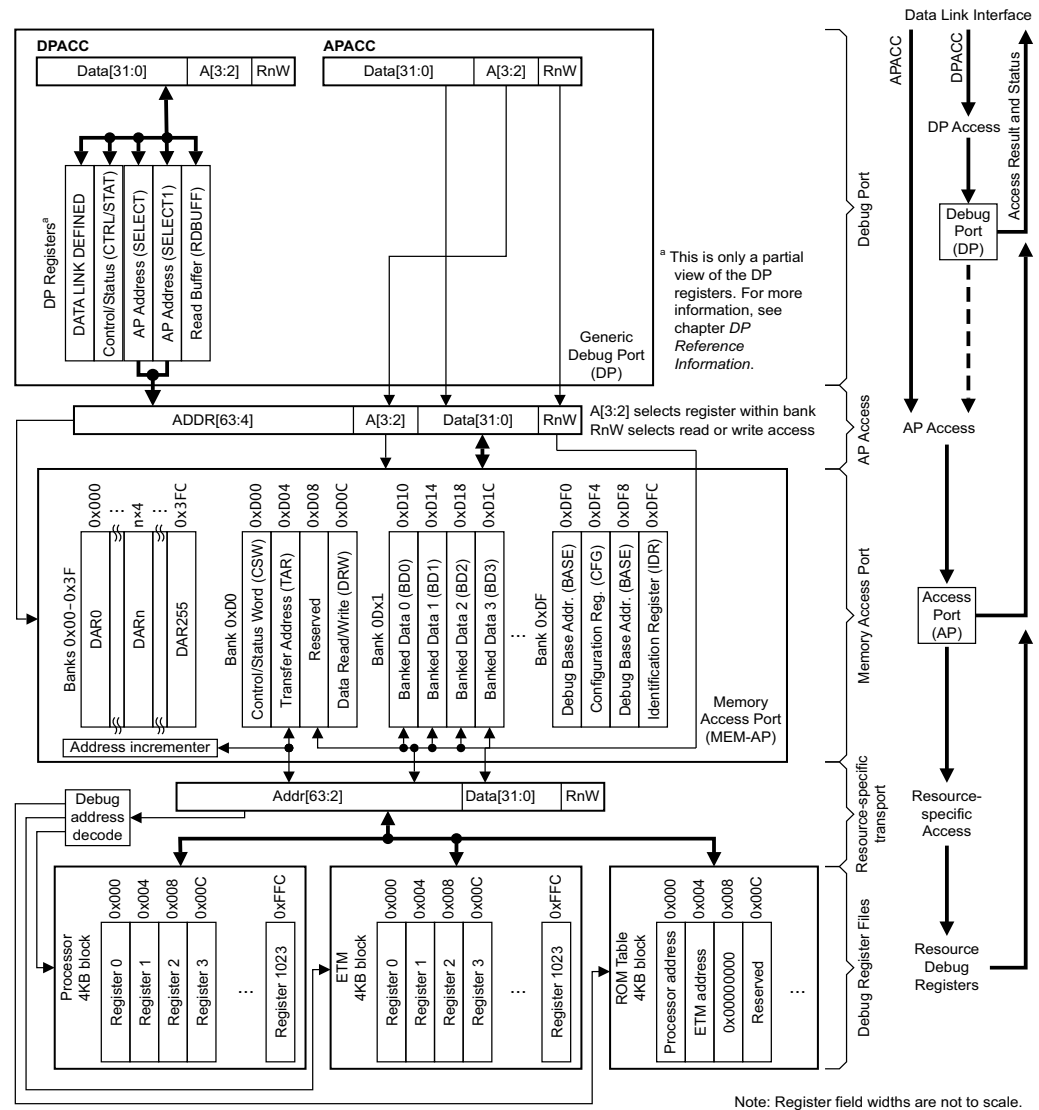 Data Link Interface
DPACC
Data[31:0] A[3:2] RnW
APACC
Data[31:0] A[3:2] RnW
DP Registersa
DATA LINK DEFINED
Control/Status (CTRL/STAT)
AP Address (SELECT)
AP Address (SELECT1)
Read Buffer (RDBUFF)
a This is only a partial
view of the DP
registers. For more
information, see
chapter DP
Reference
Information.
Generic
Debug Port
(DP)
Debug Port
APACC
DPACC
Access Result and Status
DP Access
Debug
Port
(DP)
ADDR[63:4] A[3:2] Data[31:0] RnW
A[3:2] selects register within bank
RnW selects read or write access
AP Access
AP Access
Banks 0x00-0x3F
0x000 ... n×4 ... 0x3FC
DAR0
DARn
DAR255
Bank 0xD0
0xD00 0xD04 0xD08 0xD0C
Control/Status Word (CSW)
Transfer Address (TAR)
Reserved
Data Read/Write (DRW)
Bank 0Dx1
0xD10 0xD14 0xD18 0xD1C
Banked Data 0 (BD0)
Banked Data 1 (BD1)
Banked Data 2 (BD2)
Banked Data 3 (BD3)
...
Bank 0xDF
0xDF0 0xDF4 0xDF8 0xDFC
Debug Base Addr. (BASE)
Configuration Reg. (CFG)
Debug Base Addr. (BASE)
Identification Register (IDR)
Memory
Access Port
(MEM-AP)
Address incrementer
Memory Access Port
Access
Port
(AP)
Debug
address
decode
Addr[63:2] Data[31:0] RnW
Resource-specific
transport
Resource-
specific
Access
Processor
4KB block
0x000 0x004 0x008 0x00C 0xFFC
Register 0
Register 1
Register 2
Register 3
...
Register 1023
ETM
4KB block
0x000 0x004 0x008 0x00C 0xFFC
Register 0
Register 1
Register 2
Register 3
...
Register 1023
ROM Table
4KB block
0x000 0x004 0x008 0x00C
Processor address
ETM address
0x00000000
Reserved
...
Debug Register Files
Resource
Debug
Registers
Note: Register field widths are not to scale.